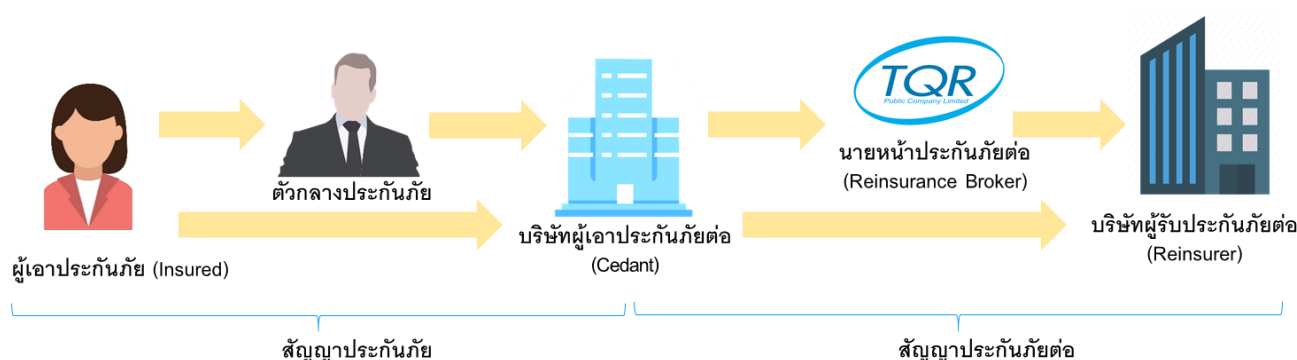 TQR
Public Company Limited
นายหน้าประกันภัยต่อ
(Reinsurance Broker)
ตัวกลางประกันภัย
บริษัทผู้เอาประกันภัยต่อ
(Cedant)
บริษัทผู้รับประกันภัยต่อ
(Reinsurer)
ผู้เอาประกันภัย (Insured)
สัญญาประกันภัย
สัญญาประกันภัยต่อ